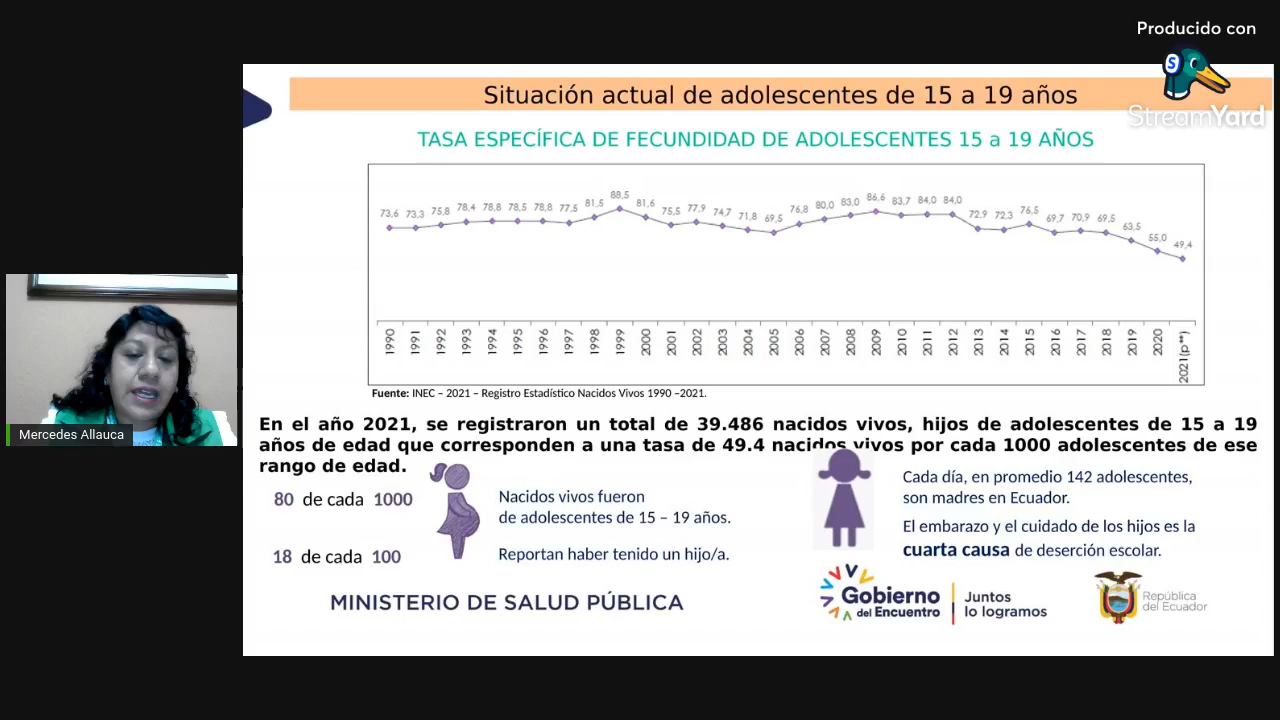 Producido con
StreamYard
Situación actual de adolescentes de 15 a 19 años
TASA ESPECÍFICA DE FECUNDIDAD DE ADOLESCENTES 15 a 19 AÑOS
73,6 73,3 75,8 78,4 78,8 78,5 78,8 77,5 81,5 88,5 81,6 75,5 77,9 74,7 71,8 69,5 76,8 80,0 83,0 86,6 83,7 84,0 84,0 72,9 72,3 76,5 69,7 70,9 69,5 63,5 55,0 49,4
1990 1991 1992 1993 1994 1995 1996 1997 1998 1999 2000 2001 2002 2003 2004 2005 2006 2007 2008 2009 2010 2011 2012 2013 2014 2015 2016 2017 2018 2019 2020 2021(p**)
Fuente: INEC – 2021 – Registro Estadístico Nacidos Vivos 1990 –2021.
En el año 2021, se registraron un total de 39.486 nacidos vivos, hijos de adolescentes de 15 a 19
años de edad que corresponden a una tasa de 49.4 nacidos vivos por cada 1000 adolescentes de ese
rango de edad.
80 de cada 1000
Nacidos vivos fueron
de adolescentes de 15 – 19 años.
18 de cada 100
Reportan haber tenido un hijo/a.
Cada día, en promedio 142 adolescentes,
son madres en Ecuador.
El embarazo y el cuidado de los hijos es la
cuarta causa de deserción escolar.
MINISTERIO DE SALUD PÚBLICA
Gobierno
del Encuentro
Juntos
lo logramos
República
del Ecuador
Mercedes Allauca